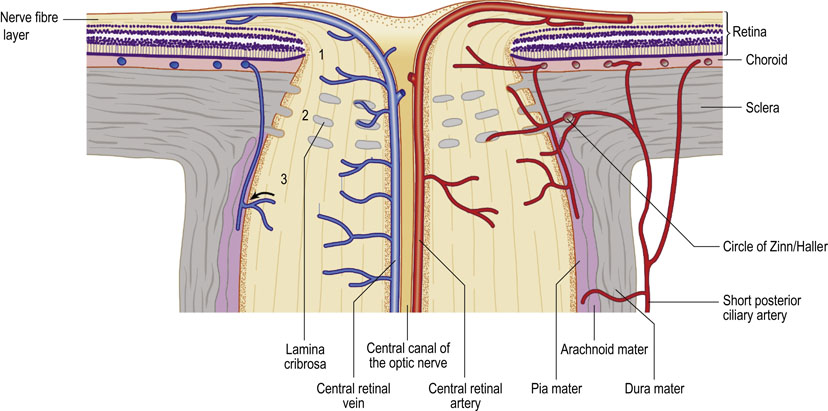 Nerve fibre
layer
Retina
Choroid
Sclera
1
2
3
Circle of Zinn/Haller
Short posterior
ciliary artery
Lamina
cribrosa
Central canal of
the optic nerve
Arachnoid mater
Central retinal
vein
Central retinal
artery
Pia mater
Dura mater